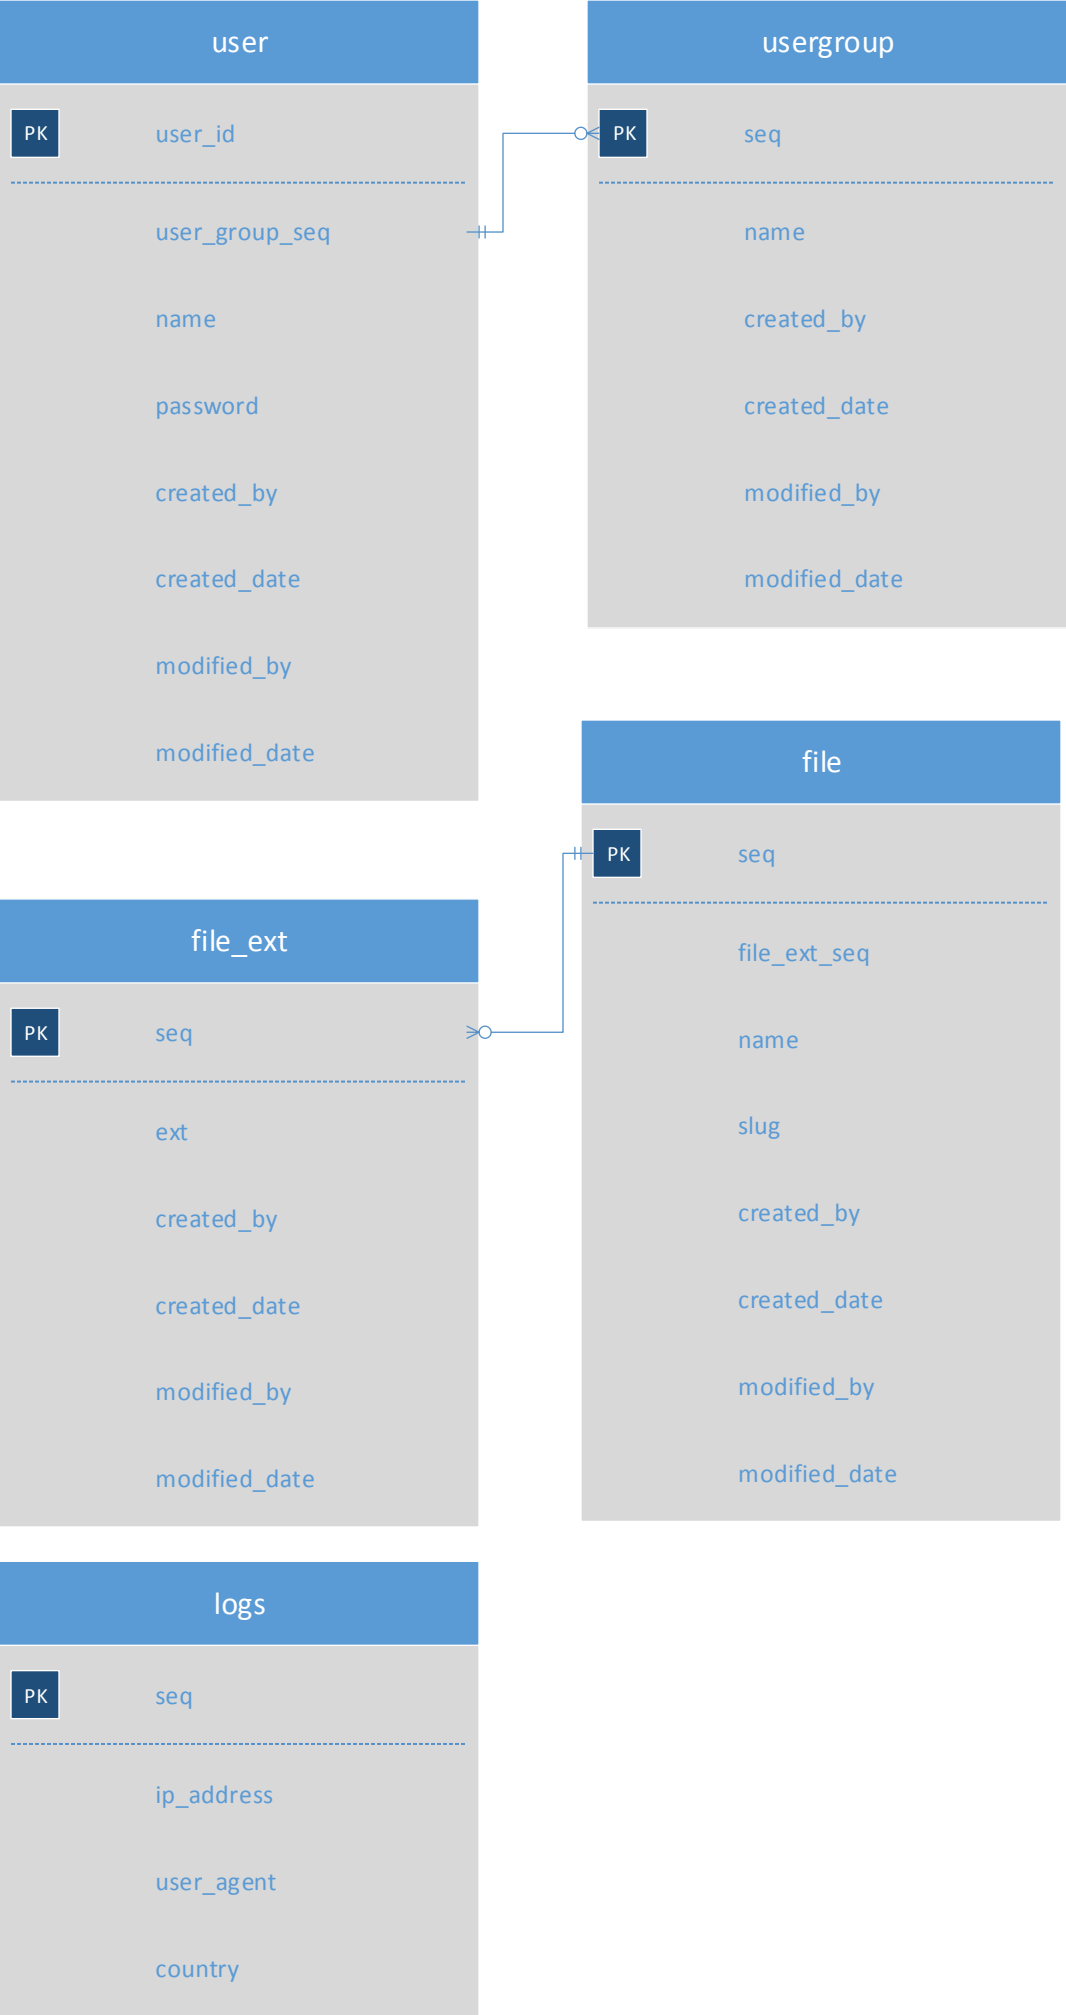 user
PK
user_id
user_group_seq
name
password
created_by
created_date
modified_by
modified_date
usergroup
PK
seq
name
created_by
created_date
modified_by
modified_date
file
PK
seq
file_ext_seq
name
slug
created_by
created_date
modified_by
modified_date
file_ext
PK
seq
ext
created_by
created_date
modified_by
modified_date
logs
PK
seq
ip_address
user_agent
country